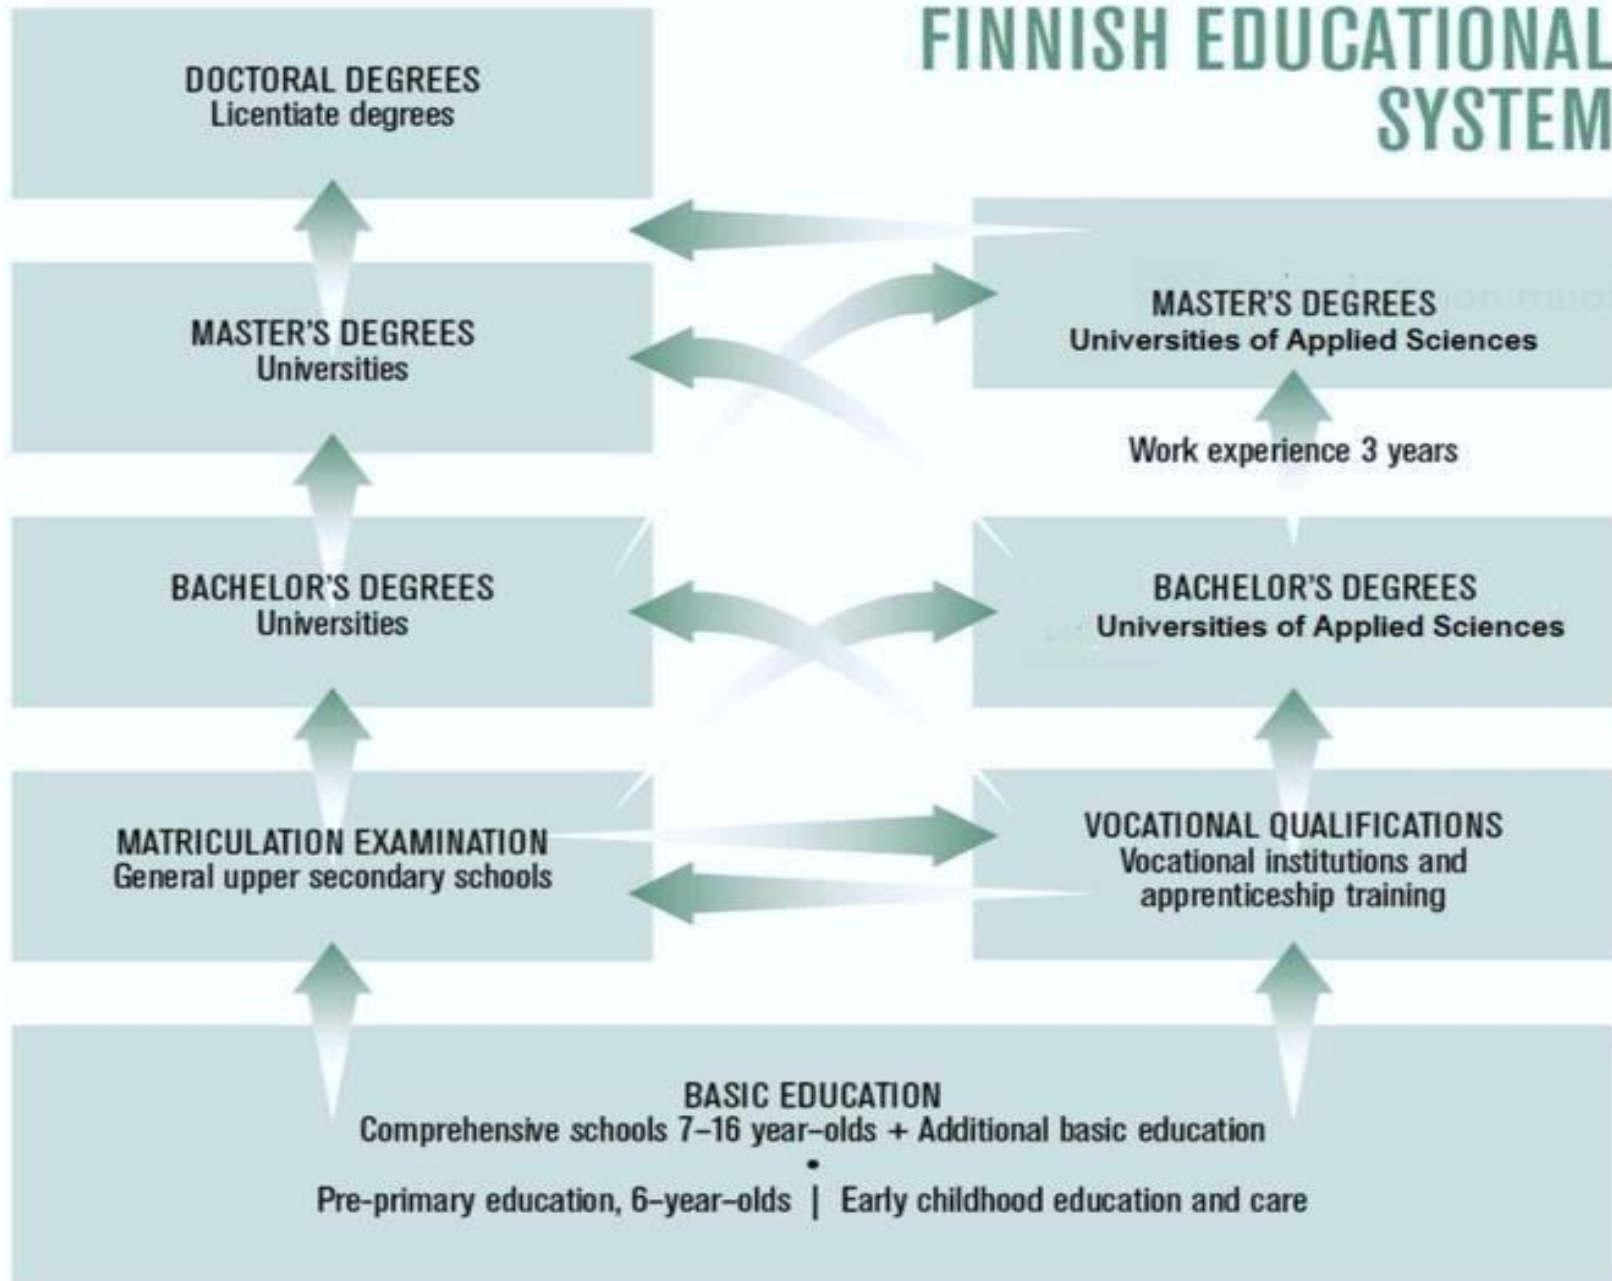 FINNISH EDUCATIONAL
SYSTEM
DOCTORAL DEGREES
Licentiate degrees
MASTER'S DEGREES
Universities
MASTER'S DEGREES
Universities of Applied Sciences
Work experience 3 years
BACHELOR'S DEGREES
Universities
BACHELOR'S DEGREES
Universities of Applied Sciences
MATRICULATION EXAMINATION
General upper secondary schools
VOCATIONAL QUALIFICATIONS
Vocational institutions and
apprenticeship training
BASIC EDUCATION
Comprehensive schools 7–16 year–olds + Additional basic education
•
Pre-primary education, 6–year–olds | Early childhood education and care